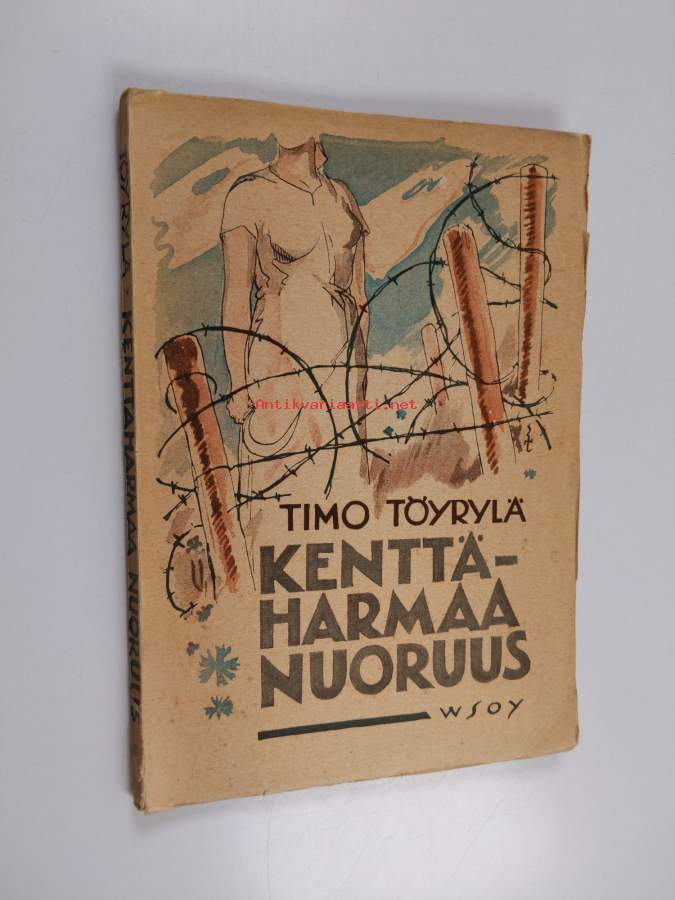 TÖYRYLÄ · KENTTÄHARMAA NUORUUS
Antikvariaatti.net
TIMO TÖYRYLÄ
KENTTÄ-
HARMAA
NUORUUS
WSOY